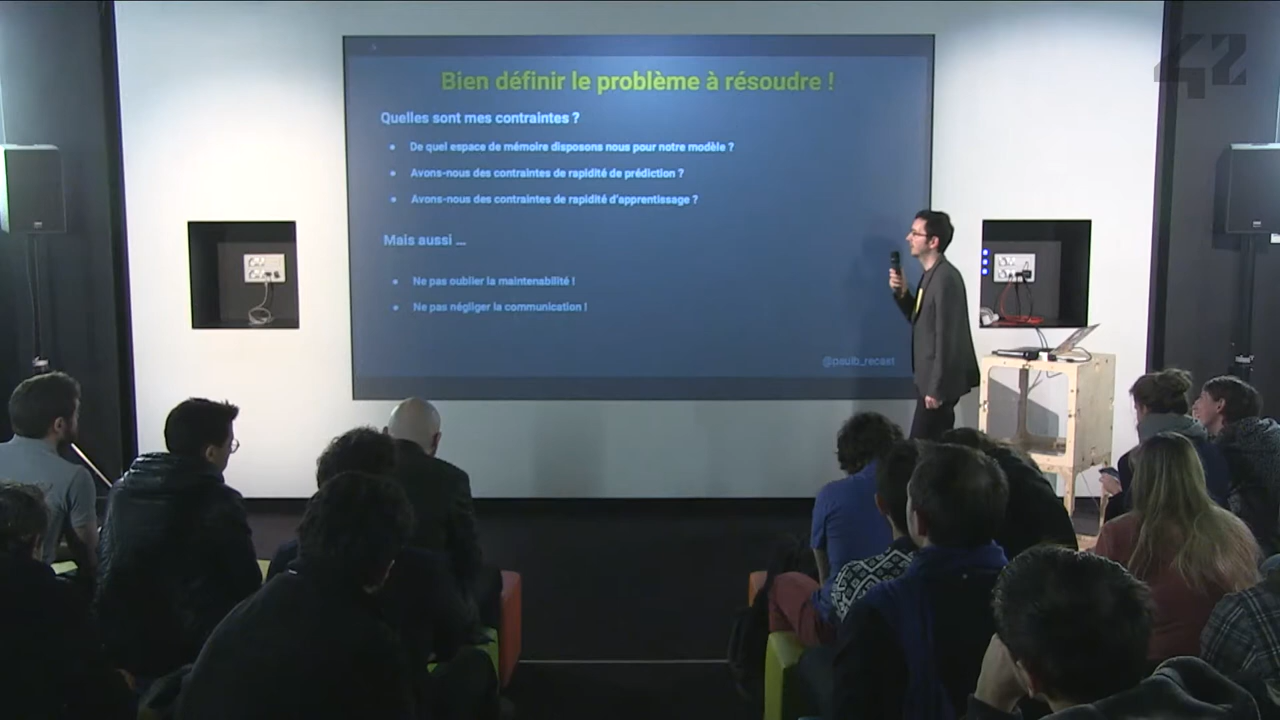 42
Bien définir le problème à résoudre !
Quelles sont mes contraintes ?
De quel espace de mémoire disposons nous pour notre modèle ?
Avons-nous des contraintes de rapidité de prédiction ?
Avons-nous des contraintes de rapidité d'apprentissage ?
Mais aussi ...
Ne pas oublier la maintenabilité !
Ne pas négliger la communication !
@paulb_recast